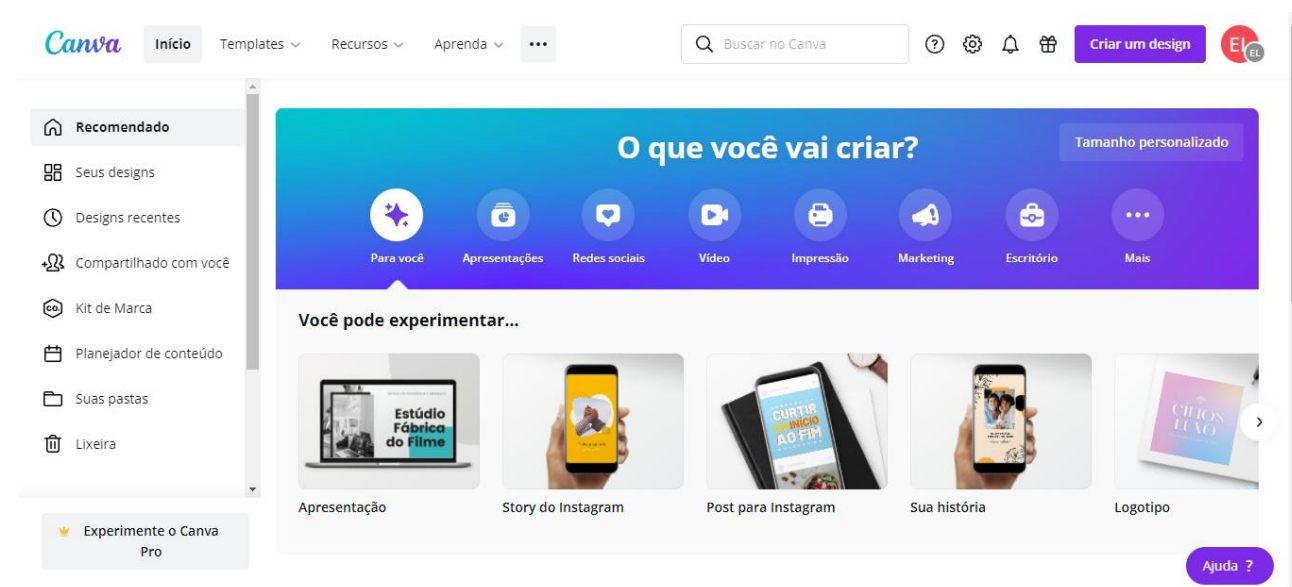 Canva
Início
Templates
Recursos
Aprenda
Buscar no Canva
Criar um design
EL
EL
Recomendado
Seus designs
Designs recentes
Compartilhado com você
CO.
Kit de Marca
Planejador de conteúdo
Suas pastas
Lixeira
Experimente o Canva
Pro
O que você vai criar?
Tamanho personalizado
Para você
Apresentações
Redes sociais
Vídeo
Impressão
Marketing
Escritório
Mais
Você pode experimentar...
Estúdio
Fábrica
do Filme
CURTIR
DO INÍCIO
AO FIM
CÍLIOS
LUXO
Apresentação
Story do Instagram
Post para Instagram
Sua história
Logotipo
Ajuda ?